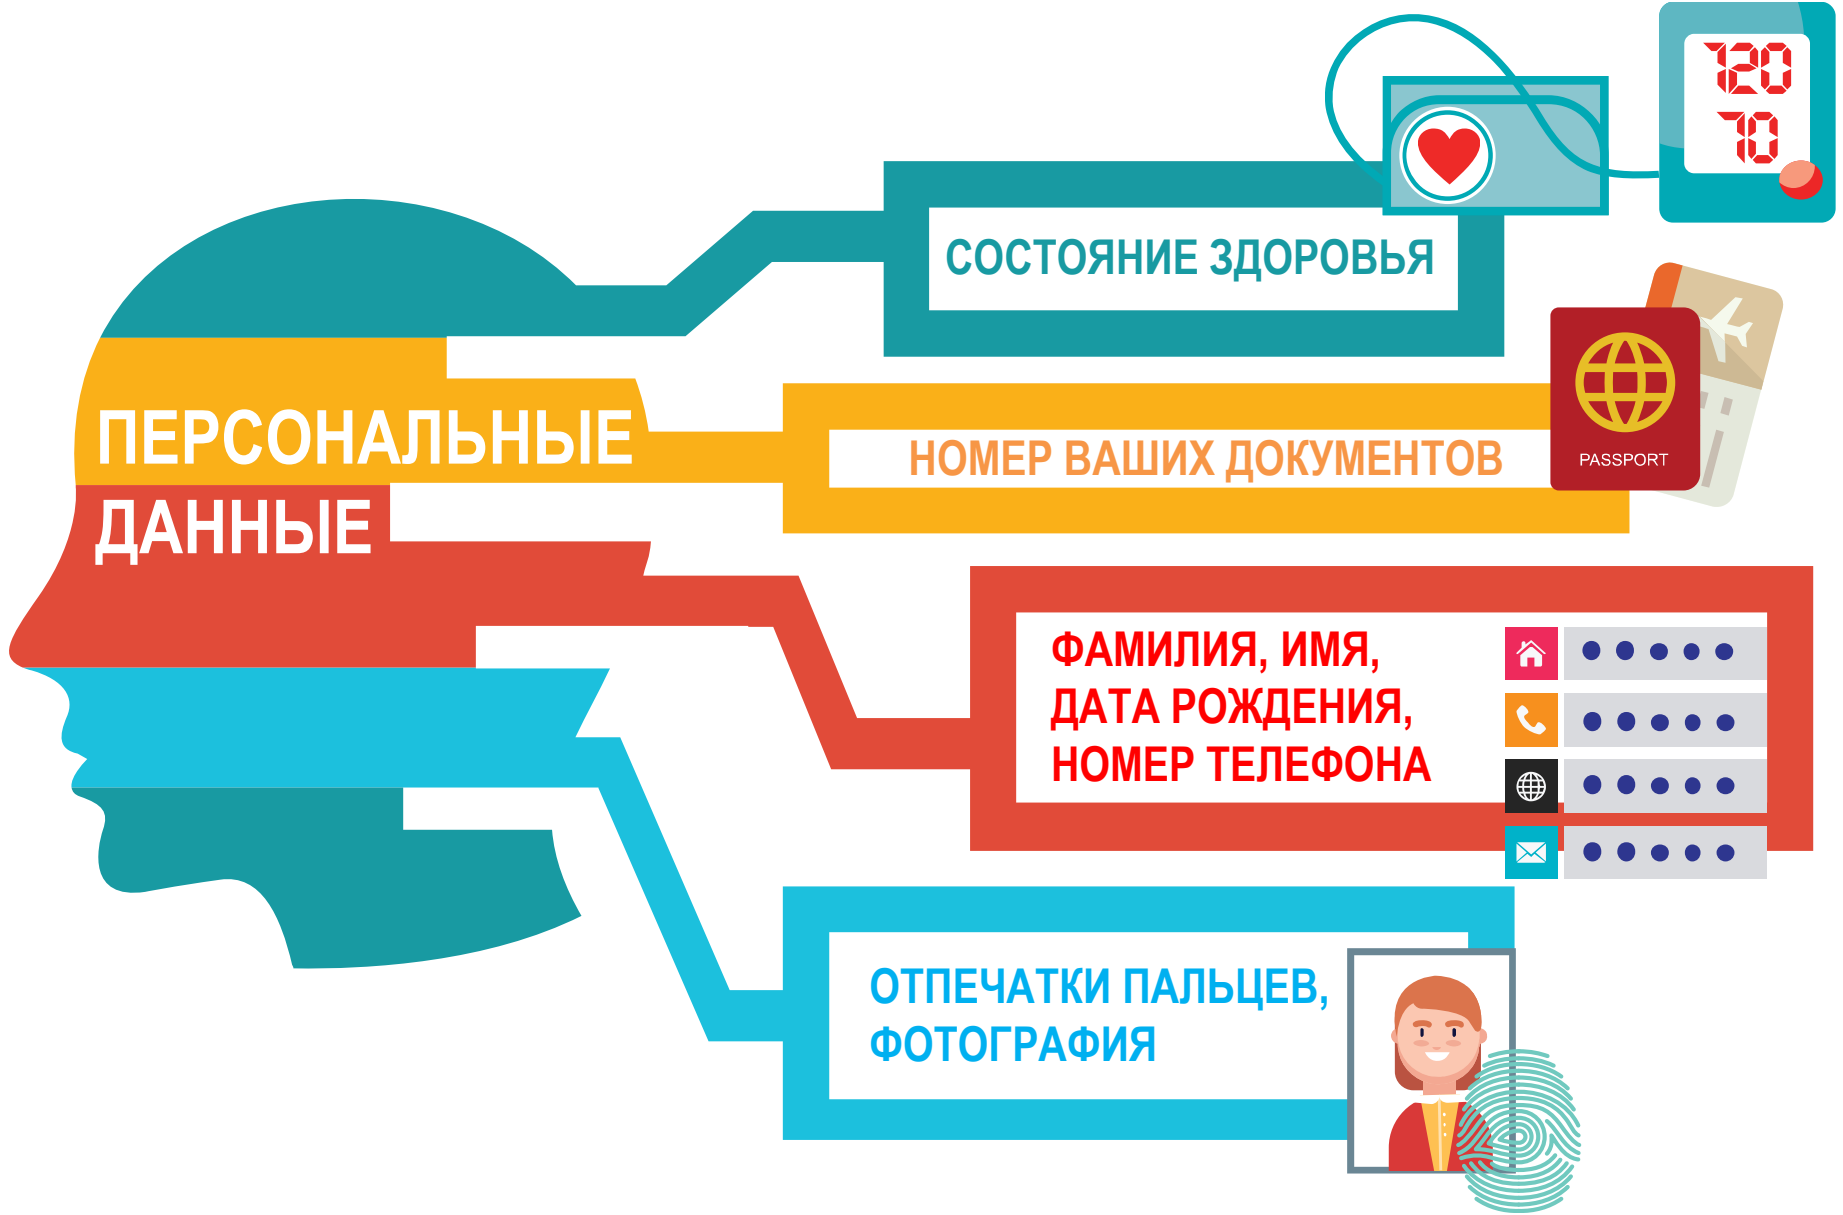 120
70
СОСТОЯНИЕ ЗДОРОВЬЯ
ПЕРСОНАЛЬНЫЕ
ДАННЫЕ
НОМЕР ВАШИХ ДОКУМЕНТОВ
PASSPORT
ФАМИЛИЯ, ИМЯ,
ДАТА РОЖДЕНИЯ,
НОМЕР ТЕЛЕФОНА
ОТПЕЧАТКИ ПАЛЬЦЕВ,
ФОТОГРАФИЯ